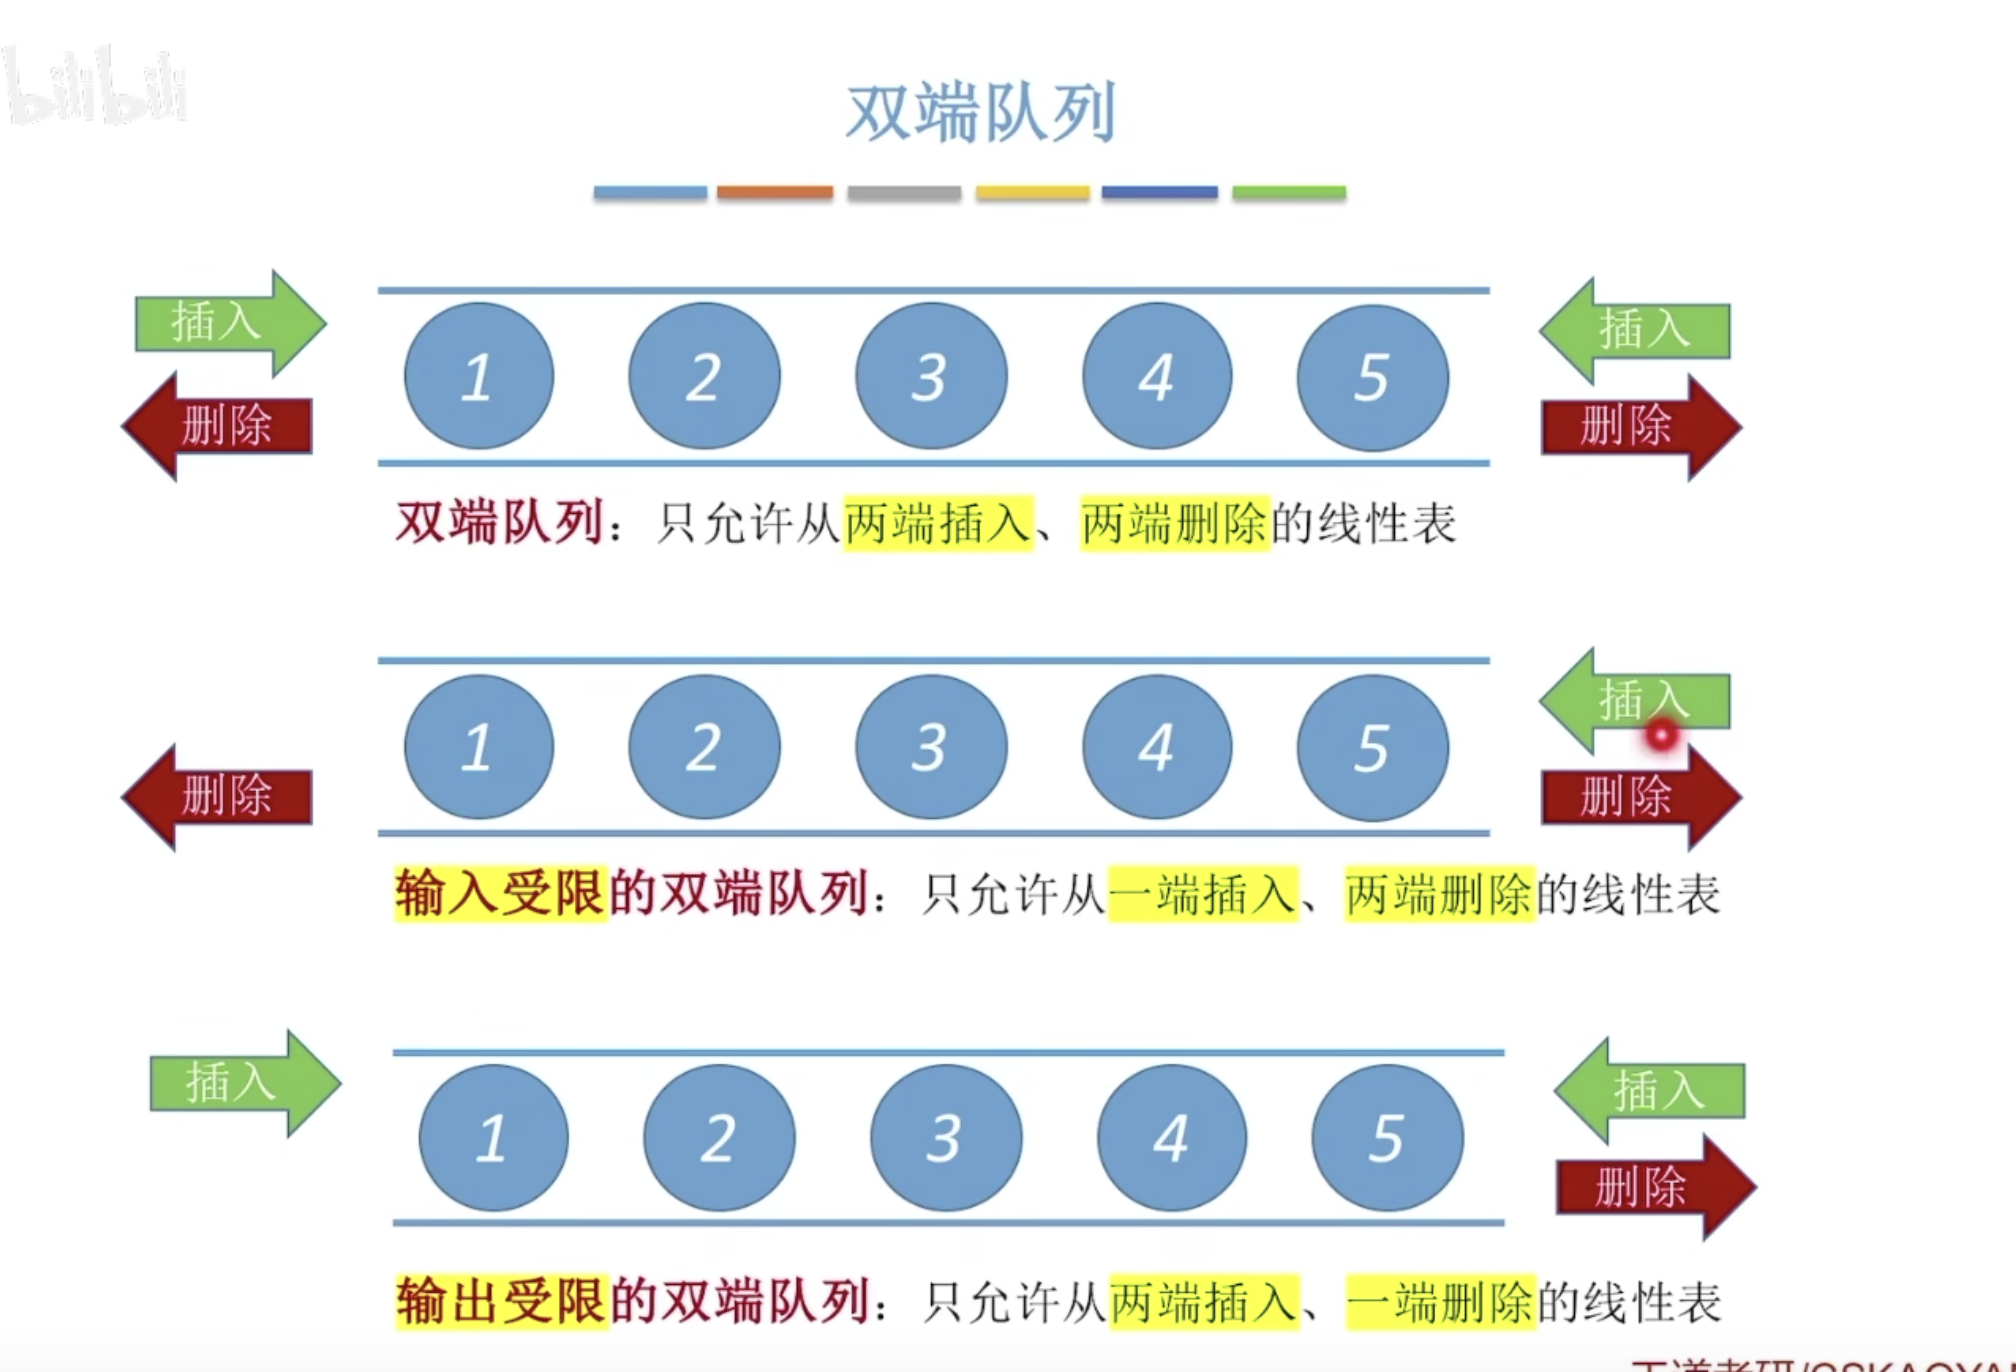 bilibili
双端队列
插入 插入
1 2 3 4 5
删除 删除
双端队列：只允许从两端插入、两端删除的线性表
插入
1 2 3 4 5
删除 删除
输入受限的双端队列：只允许从一端插入、两端删除的线性表
插入 插入
1 2 3 4 5
删除
输出受限的双端队列：只允许从两端插入、一端删除的线性表